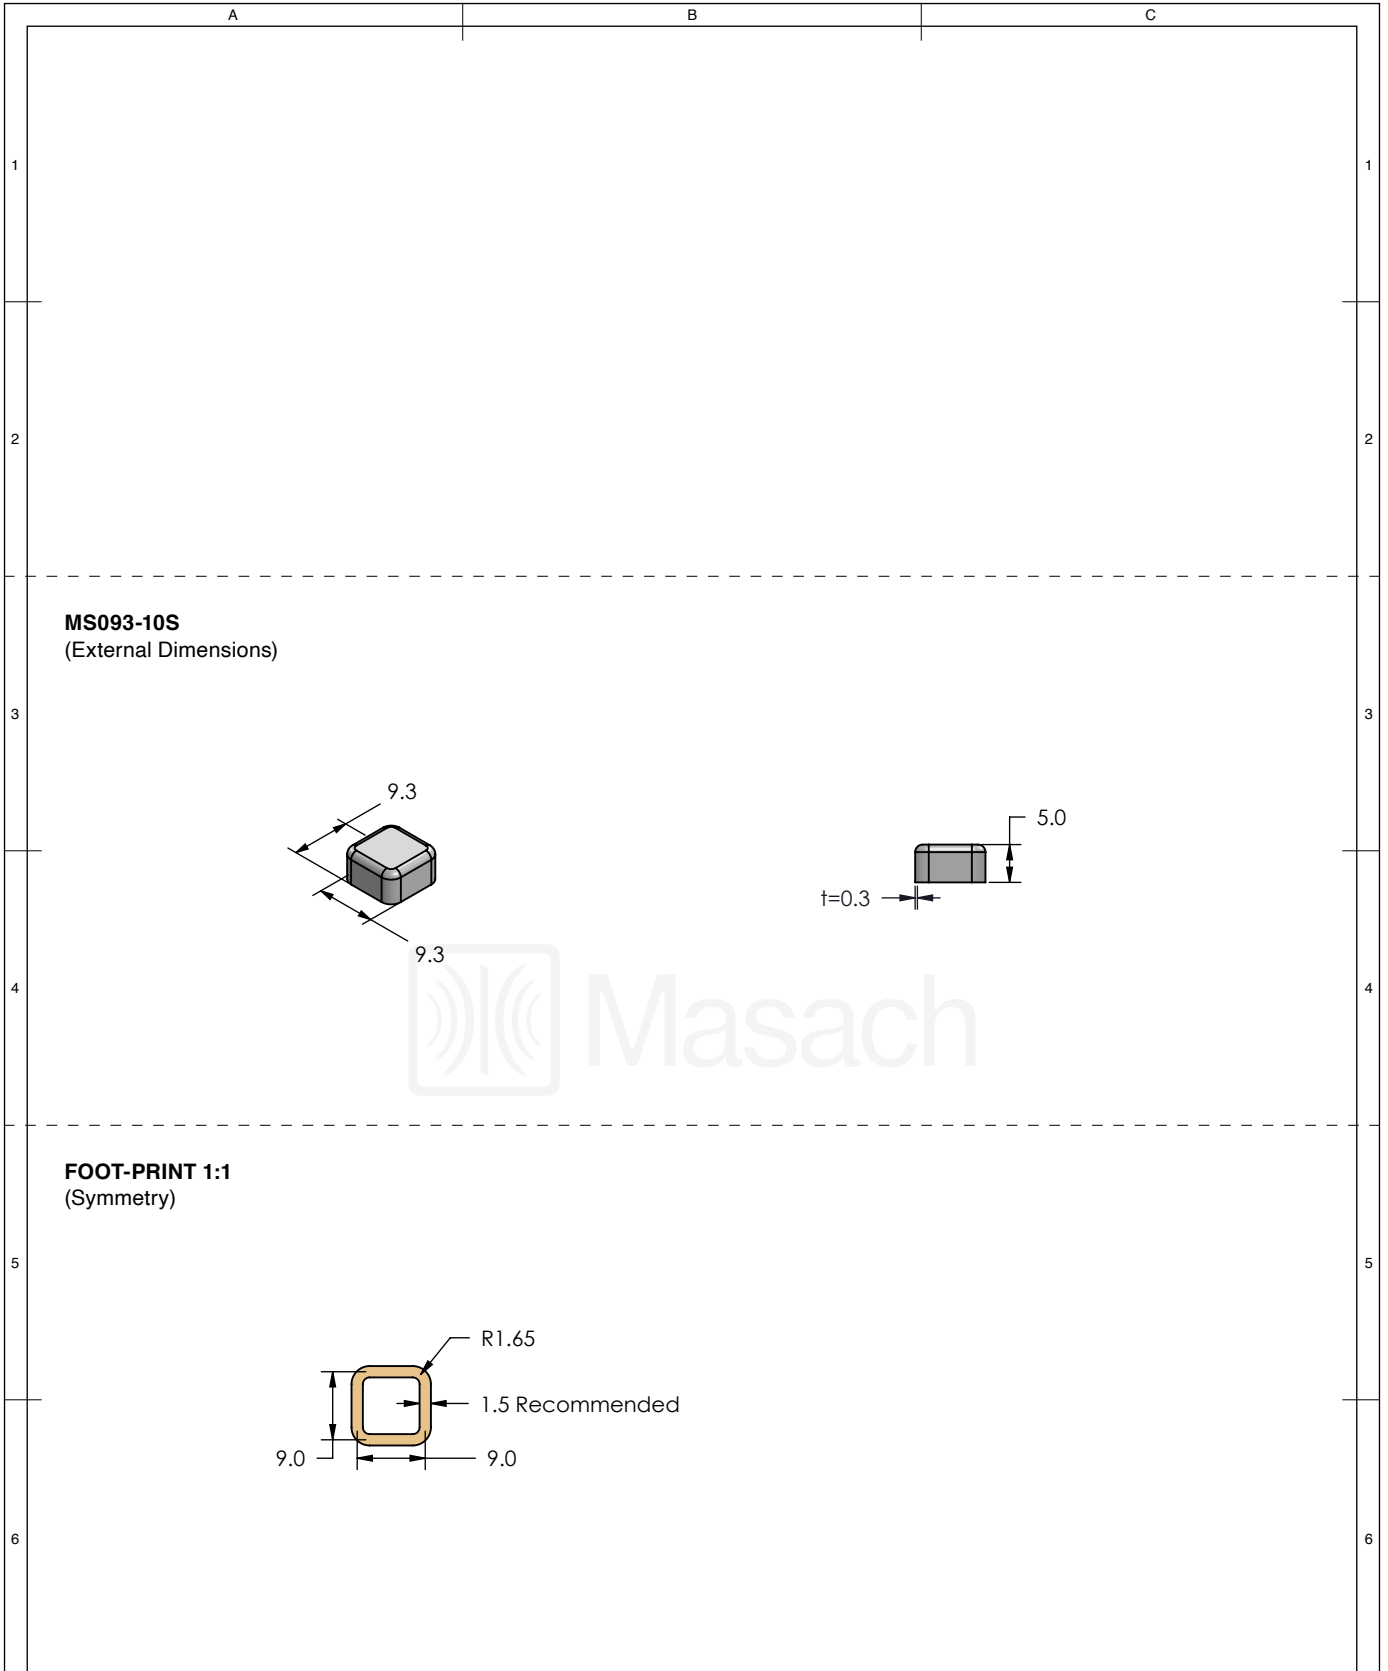 A B C
1 1
2 2
MS093-10S
(External Dimensions)
3 3
9.3
5.0
t=0.3
9.3
Masach
4 4
FOOT-PRINT 1:1
(Symmetry)
5 5
R1.65
1.5 Recommended
9.0 9.0
6 6